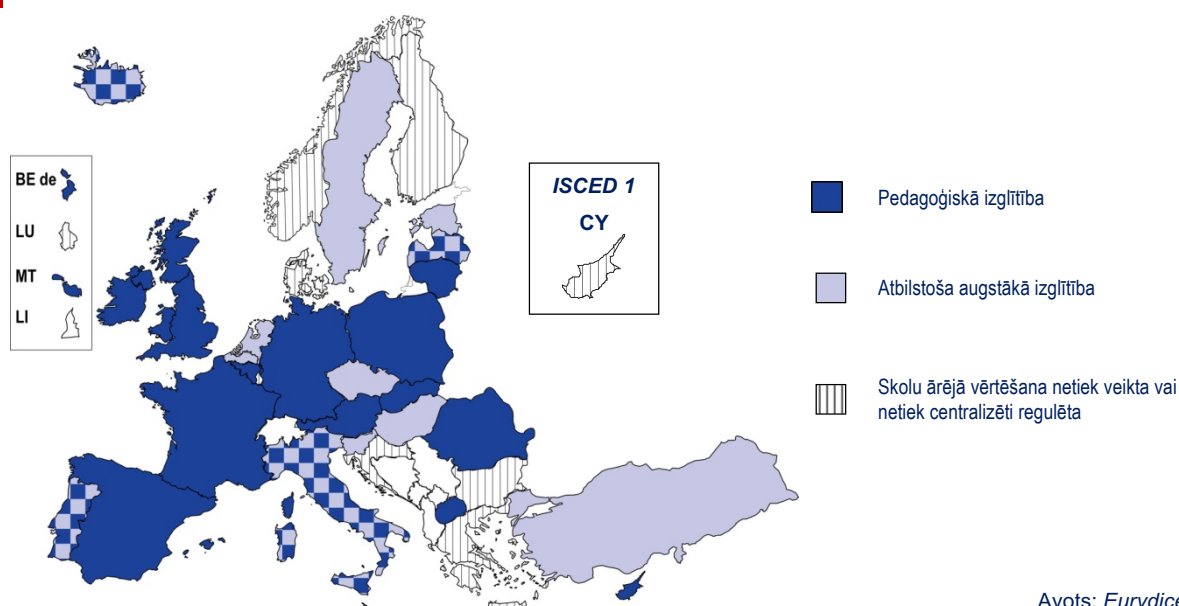 BE de
LU
MT
LI
ISCED 1
CY
Pedagoģiskā izglītība
Atbilstoša augstākā izglītība
Skolu ārējā vērtēšana netiek veikta vai
netiek centralizēti regulēta
Avots: Eurydice